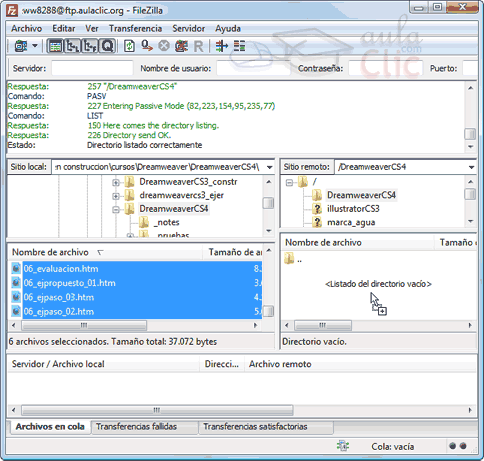 ww8288@ftp.aulaclic.org - FileZilla
Archivo Editar Ver Transferencia Servidor Ayuda
aula
.com
Clic
Servidor: Nombre de usuario: Contraseña: Puerto:
Respuesta: 257 "/DreamweaverCS4"
Comando: PASV
Respuesta: 227 Entering Passive Mode (82,223,154,95,235,77)
Comando: LIST
Respuesta: 150 Here comes the directory listing.
Respuesta: 226 Directory send OK.
Estado: Directorio listado correctamente
Sitio local: n construccion\cursos\Dreamweaver\DreamweaverCS4\
Sitio remoto: /DreamweaverCS4
DreamweaverCS3_constr
dreamweavercs3_ejer
DreamweaverCS4
_notes
_pruebas
/
DreamweaverCS4
illustratorCS3
marca_agua
Nombre de archivo Tamaño de
06_evaluacion.htm 8.
06_ejpropuesto_01.htm 3.
06_ejpaso_03.htm 4.
06_ejpaso_02.htm 5.
6 archivos seleccionados. Tamaño total: 37.072 bytes
Nombre de archivo Tamaño de
..
<Listado del directorio vacío>
Directorio vacío.
Servidor / Archivo local Direcci... Archivo remoto
Archivos en cola Transferencias fallidas Transferencias satisfactorias
Cola: vacía